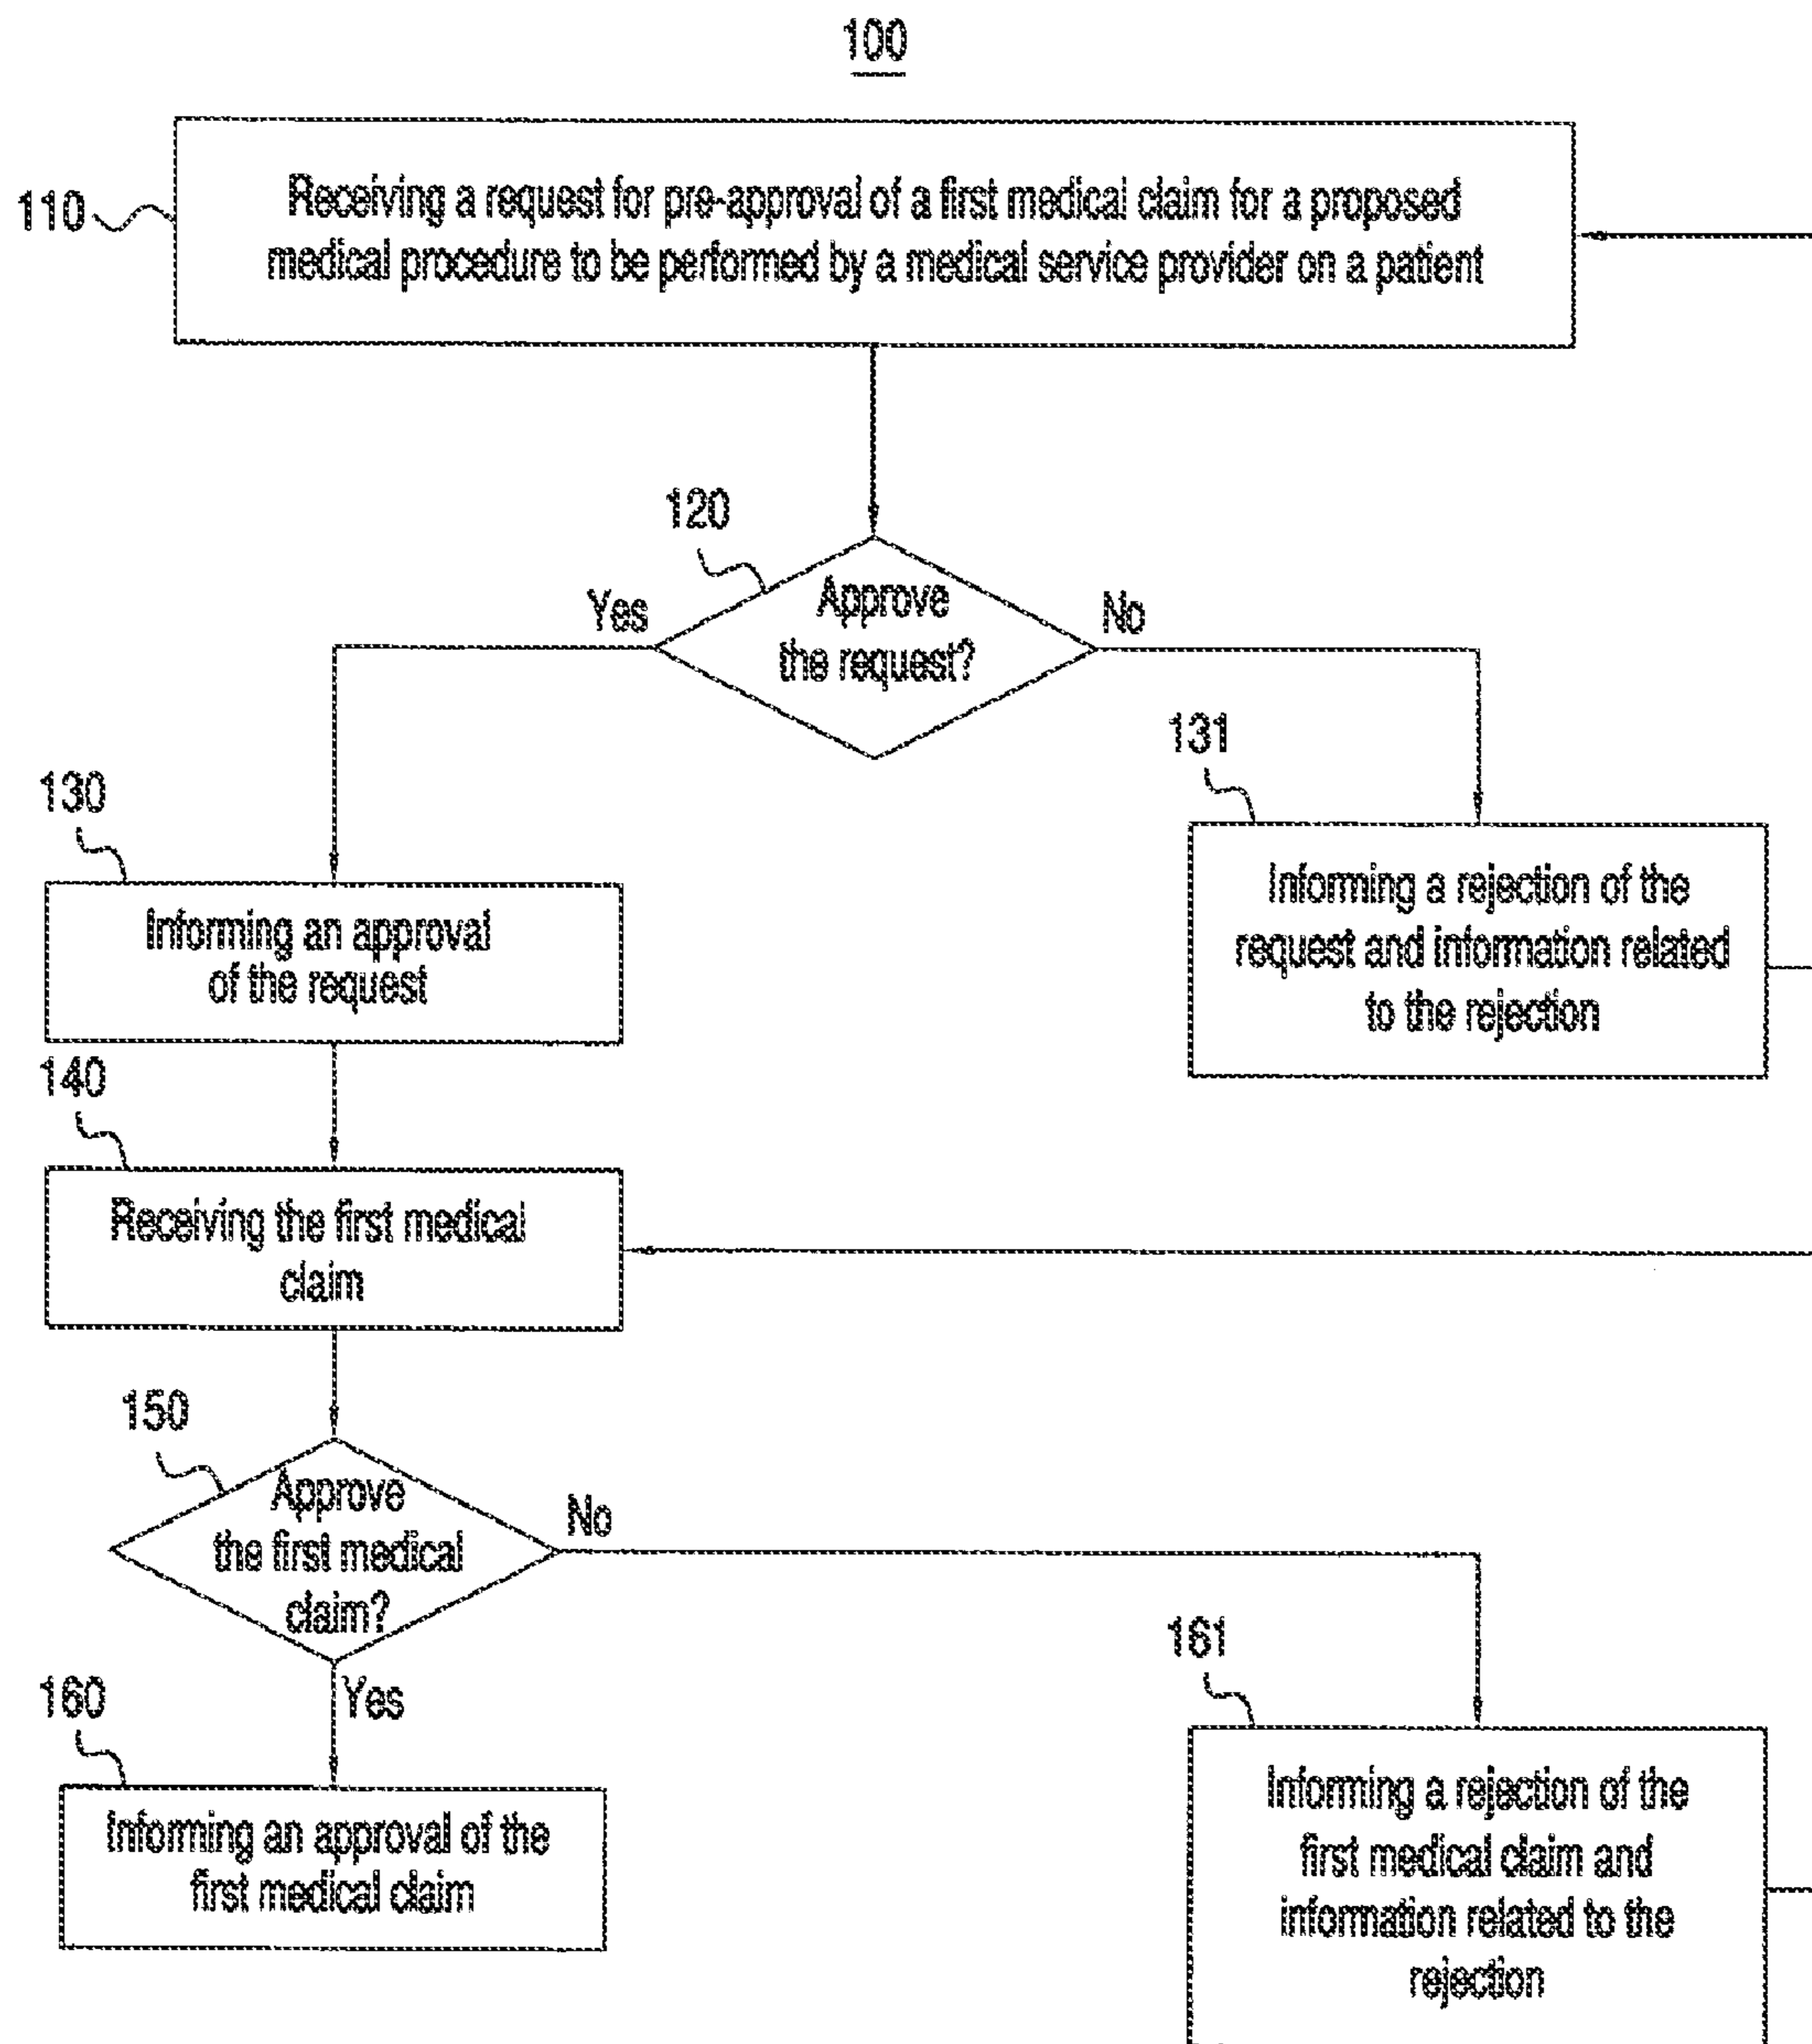 100
110
Receiving a request for pre-approval of a first medical claim for a proposed
medical procedure to be performed by a medical service provider on a patient
120
Approve
the request?
Yes
No
131
130
Informing a rejection of the
request and information related
to the rejection
Informing an approval
of the request
140
Receiving the first medical
claim
150
Approve
the first medical
claim?
No
Yes
161
160
Informing a rejection of the
first medical claim and
information related to the
rejection
Informing an approval of the
first medical claim